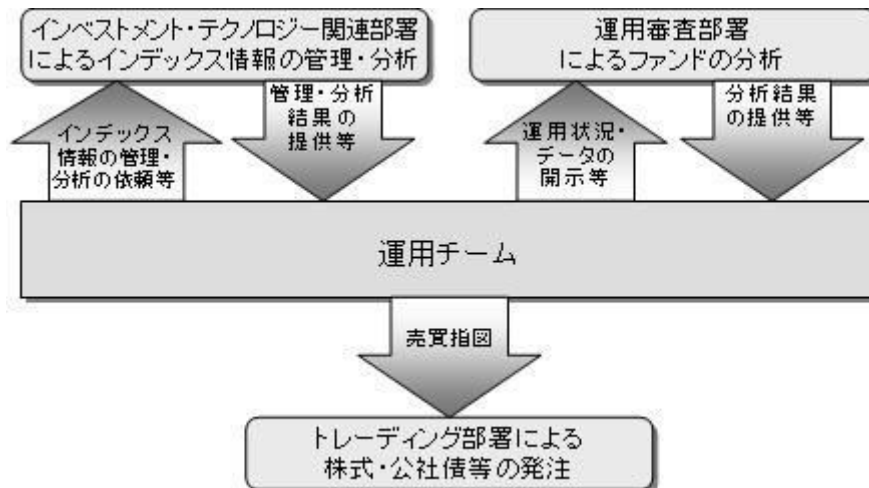 インベストメント・テクノロジー関連部署
によるインデックス情報の管理・分析
運用審査部署
によるファンドの分析
インデックス
情報の管理・
分析の依頼等
管理・分析
結果の
提供等
運用状況・
データの
開示等
分析結果
の提供等
運用チーム
売買指図
トレーディング部署による
株式・公社債等の発注